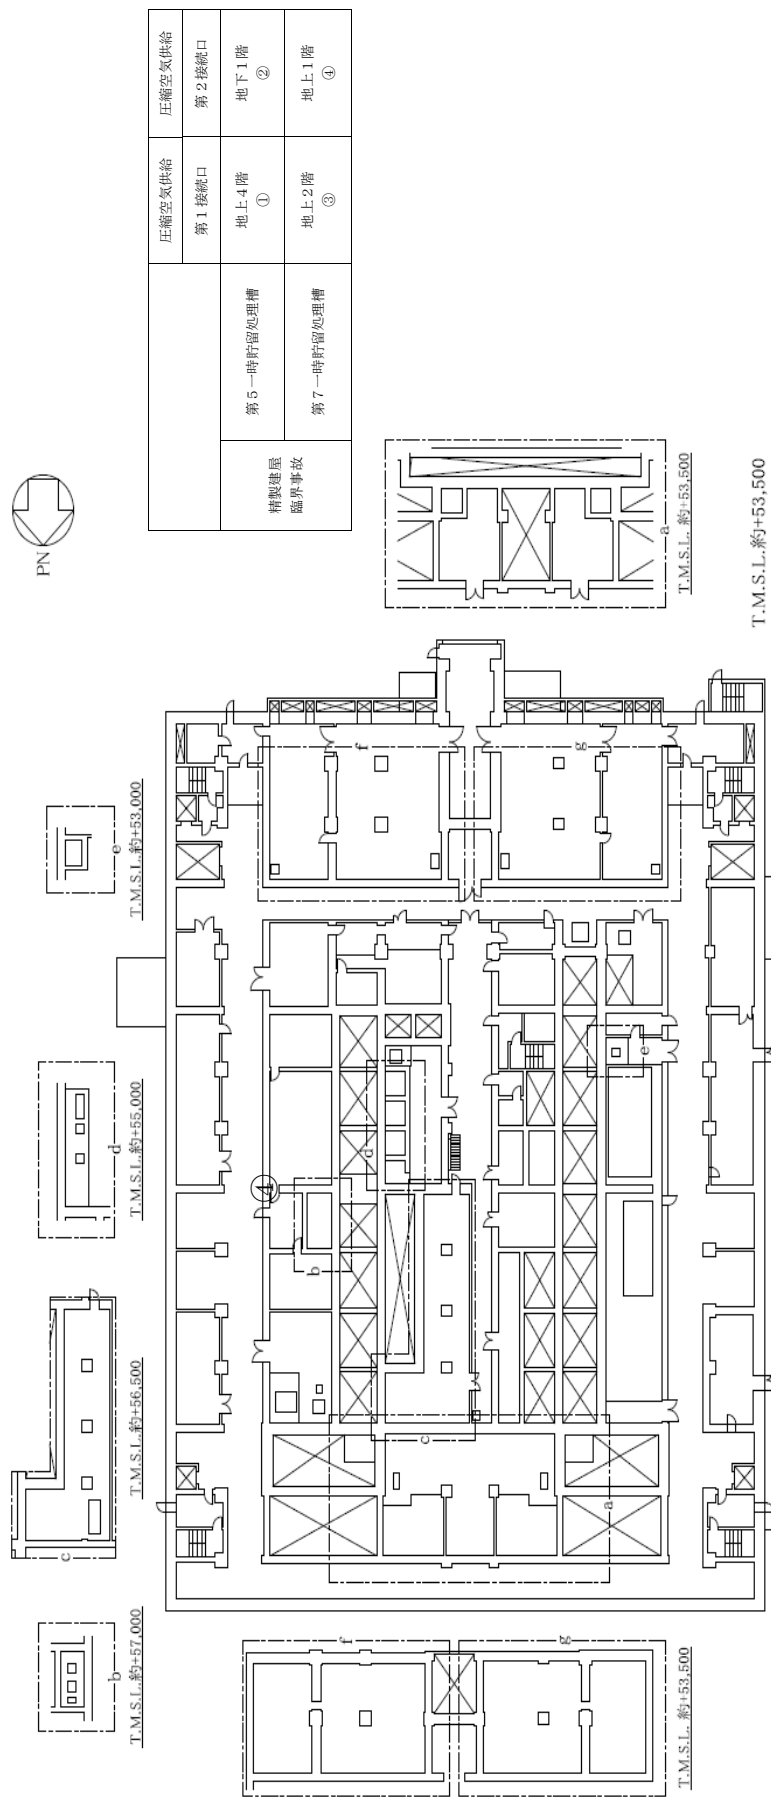 圧縮空気供給
第1接続口
圧縮空気供給
第2接続口
精製建屋
臨界事故
第5一時貯留処理槽
地上4階
①
地下1階
②
第7一時貯留処理槽
地上2階
③
地上1階
④
PN
b
T.M.S.L.約+57,000
c
T.M.S.L.約+56,500
d
T.M.S.L.約+55,000
e
T.M.S.L.約+53,000
④
a
b
c
d
e
f
g
f
g
T.M.S.L. 約+53,500
a
T.M.S.L. 約+53,500
T.M.S.L.約+53,500